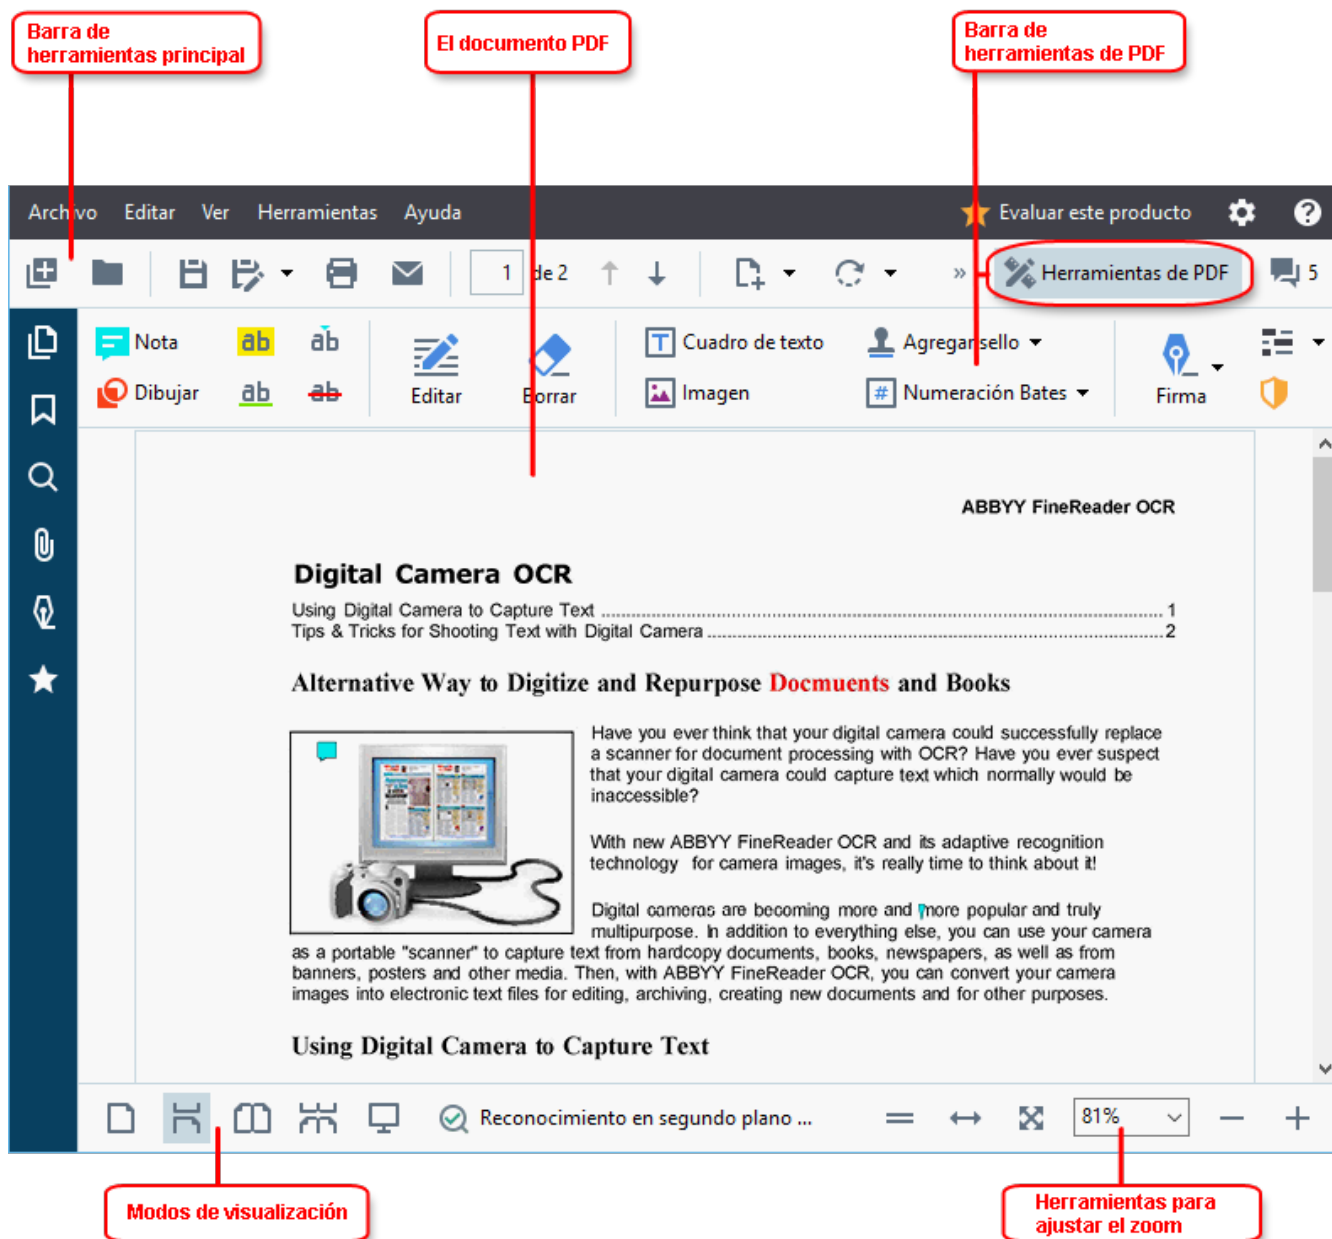 Barra de
herramientas principal
El documento PDF
Barra de
herramientas de PDF
Archivo Editar Ver Herramientas Ayuda Evaluar este producto
1 de 2 » Herramientas de PDF 5
Nota ab ab Cuadro de texto Agregar sello
Dibujar ab ab Editar Borrar Imagen # Numeración Bates Firma
ABBYY FineReader OCR
Digital Camera OCR
Using Digital Camera to Capture Text ........ 1
Tips & Tricks for Shooting Text with Digital Camera ........ 2
Alternative Way to Digitize and Repurpose Docmuents and Books
Have you ever think that your digital camera could successfully replace
a scanner for document processing with OCR? Have you ever suspect
that your digital camera could capture text which normally would be
inaccessible?
With new ABBYY FineReader OCR and its adaptive recognition
technology for camera images, it's really time to think about it!
Digital cameras are becoming more and more popular and truly
multipurpose. In addition to everything else, you can use your camera
as a portable "scanner" to capture text from hardcopy documents, books, newspapers, as well as from
banners, posters and other media. Then, with ABBYY FineReader OCR, you can convert your camera
images into electronic text files for editing, archiving, creating new documents and for other purposes.
Using Digital Camera to Capture Text
Reconocimiento en segundo plano ... 81%
Modos de visualización
Herramientas para
ajustar el zoom